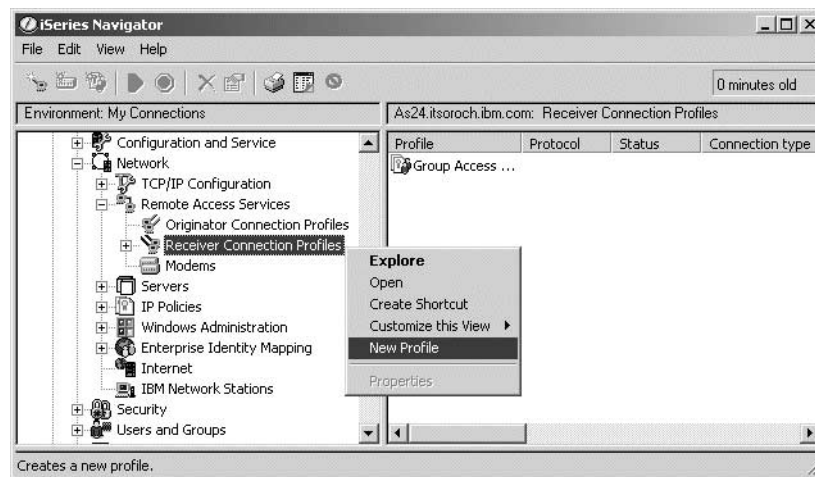 iSeries Navigator
File Edit View Help
0 minutes old
Environment: My Connections
As24.itsoroch.ibm.com: Receiver Connection Profiles
Configuration and Service
Network
TCP/IP Configuration
Remote Access Services
Originator Connection Profiles
Receiver Connection Profiles
Modems
Servers
IP Policies
Windows Administration
Enterprise Identity Mapping
Internet
IBM Network Stations
Security
Users and Groups
Profile Protocol Status Connection type
Group Access ...
Explore
Open
Create Shortcut
Customize this View
New Profile
Properties
Creates a new profile.